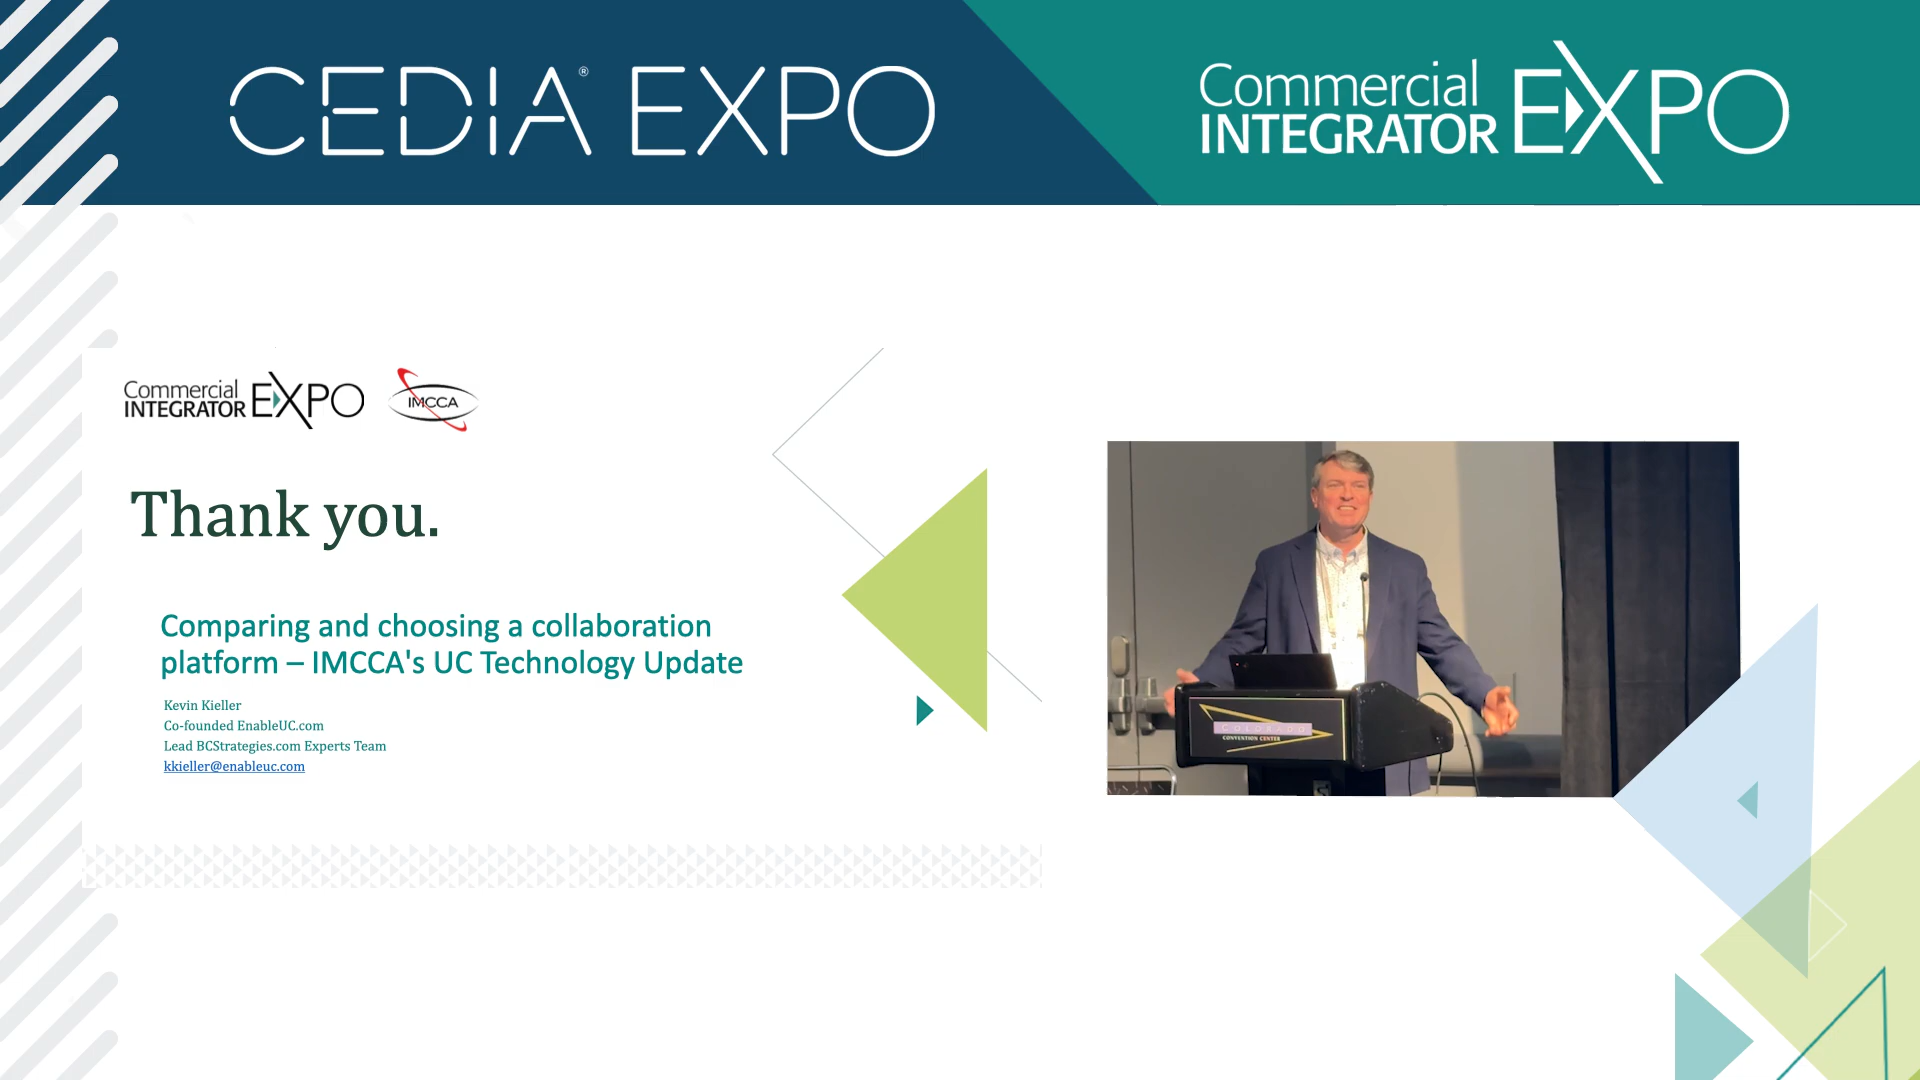 CEDIA® EXPO
Commercial
INTEGRATOR EXPO
Commercial
INTEGRATOR EXPO
IMCCA
Thank you.
Comparing and choosing a collaboration
platform – IMCCA's UC Technology Update
Kevin Kieller
Co-founded EnableUC.com
Lead BCStrategies.com Experts Team
kkieller@enableuc.com
COLORADO
CONVENTION CENTER